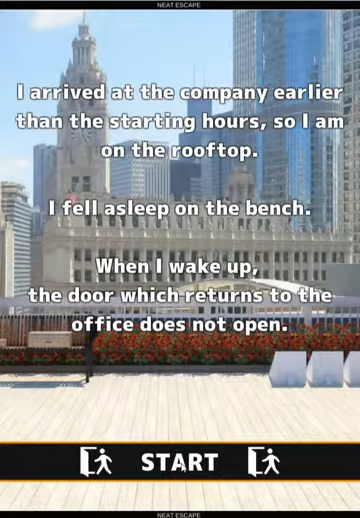 NEAT ESCAPE
I arrived at the company earlier
than the starting hours, so I am
on the rooftop.
I fell asleep on the bench.
When I wake up,
the door which returns to the
office does not open.
START
NEAT ESCAPE